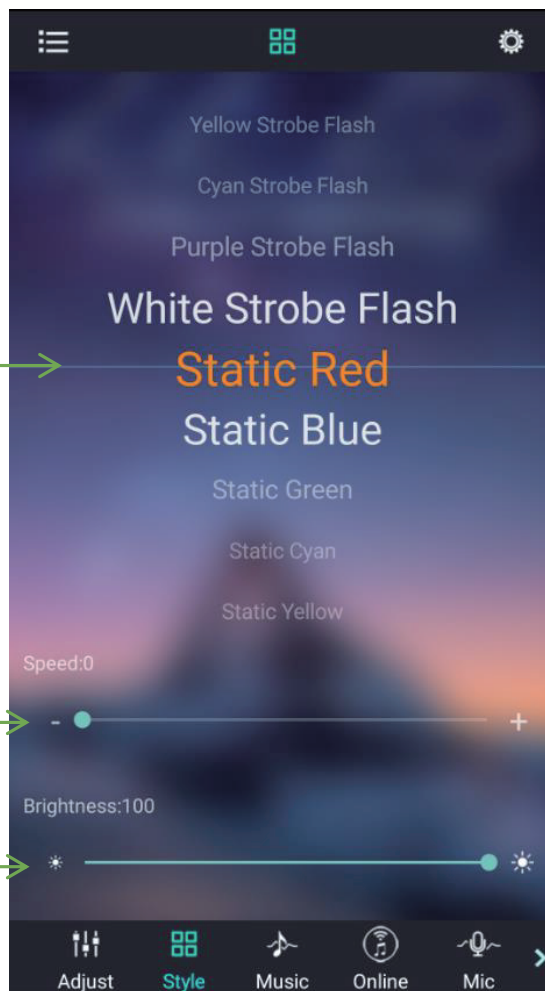 Yellow Strobe Flash
Cyan Strobe Flash
Purple Strobe Flash
White Strobe Flash
Static Red
Static Blue
Static Green
Static Cyan
Static Yellow
Speed:0
- +
Brightness:100
Adjust Style Music Online Mic